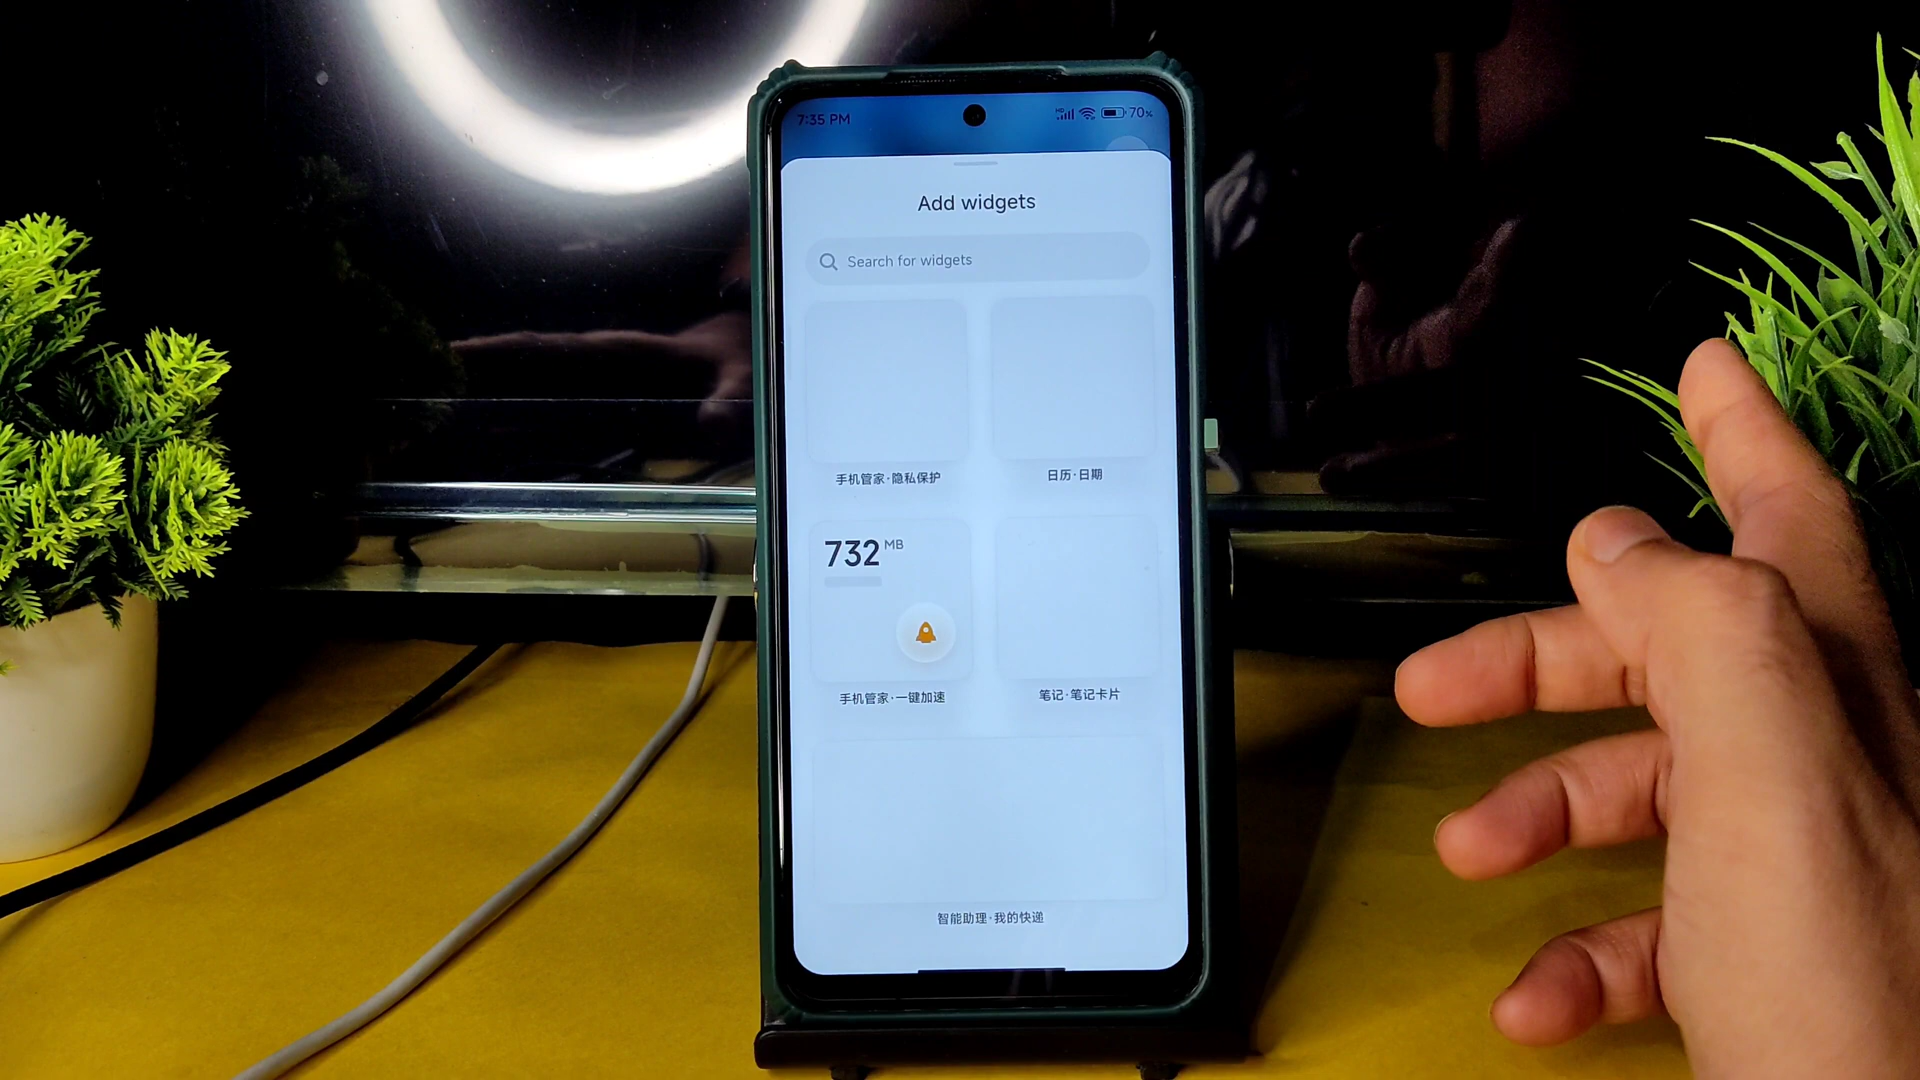 7:35 PM
HD 70%
Add widgets
Search for widgets
手机管家·隐私保护
日历·日期
732 MB
手机管家·一键加速
笔记·笔记卡片
智能助理·我的快递